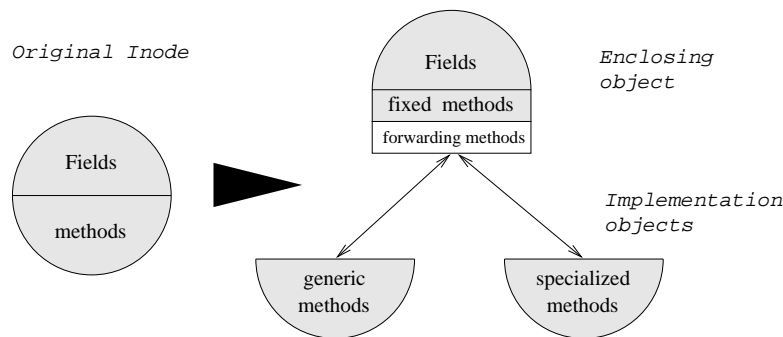 Original Inode
Fields
methods
Fields
fixed methods
forwarding methods
Enclosing
object
Implementation
objects
generic
methods
specialized
methods